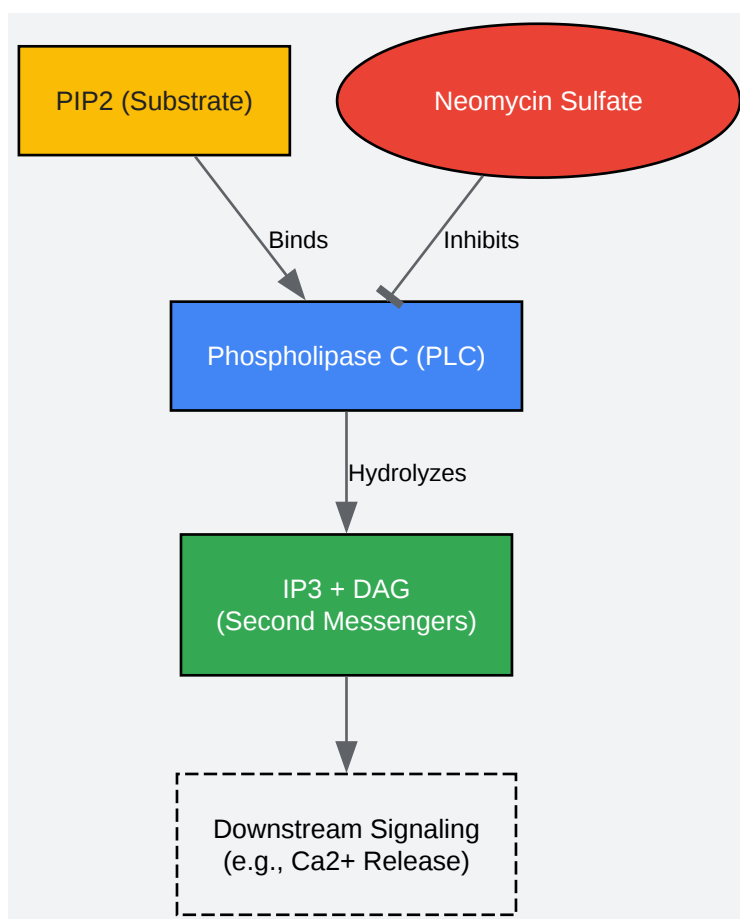 PIP2 (Substrate)
Neomycin Sulfate
Binds
Inhibits
Phospholipase C (PLC)
Hydrolyzes
IP3 + DAG
(Second Messengers)
Downstream Signaling
(e.g., Ca2+ Release)